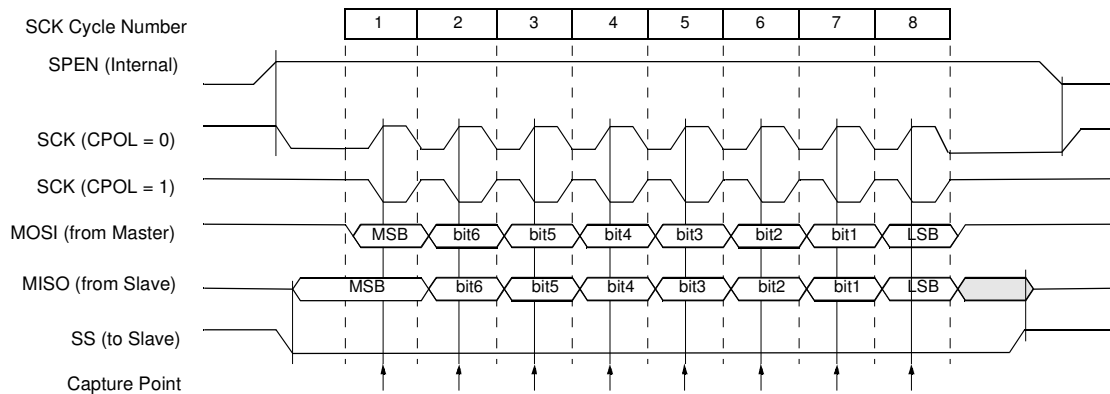 SCK Cycle Number 1 2 3 4 5 6 7 8
SPEN (Internal)
SCK (CPOL = 0)
SCK (CPOL = 1)
MOSI (from Master) MSB bit6 bit5 bit4 bit3 bit2 bit1 LSB
MISO (from Slave) MSB bit6 bit5 bit4 bit3 bit2 bit1 LSB
SS (to Slave)
Capture Point